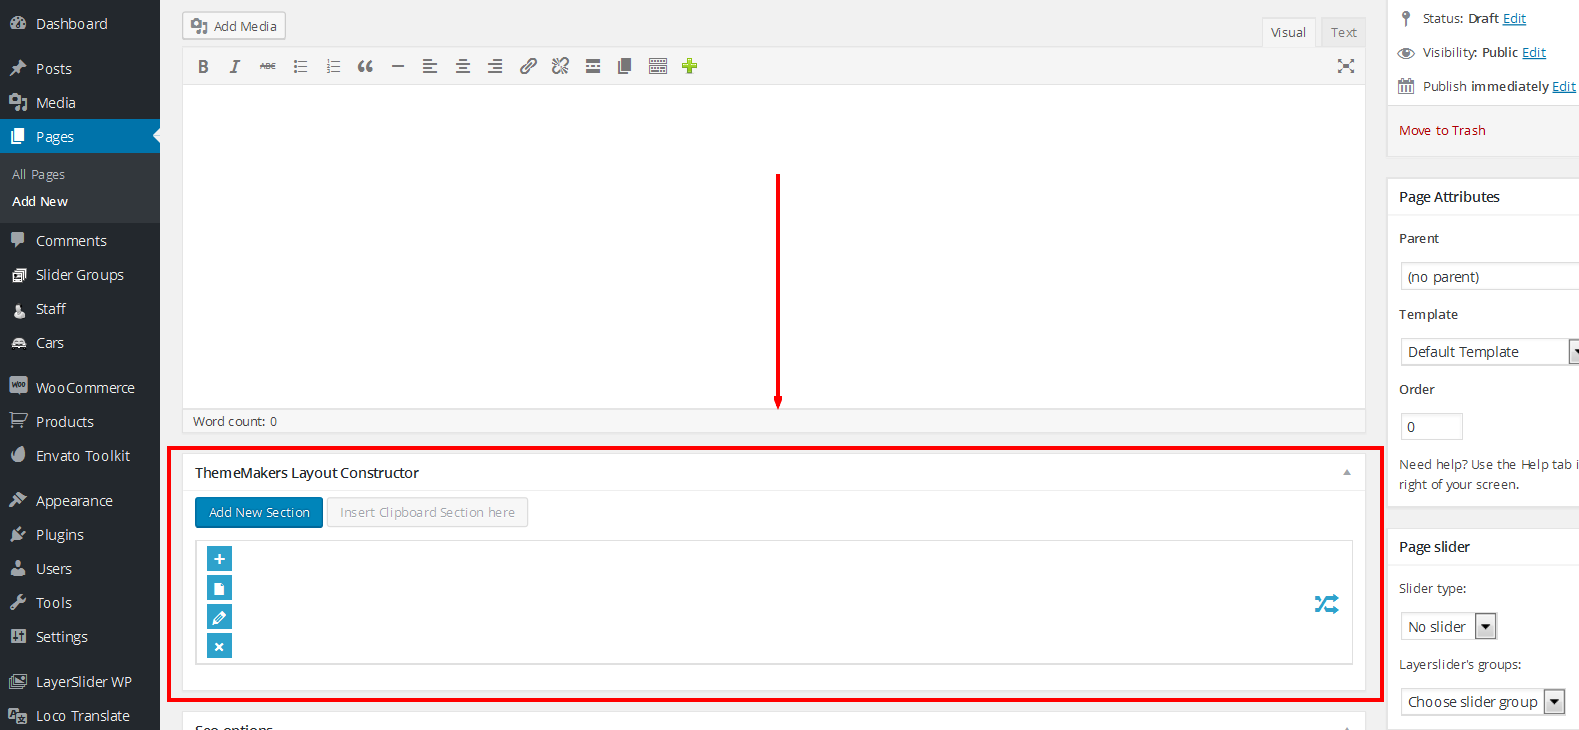 Dashboard
Posts
Media
Pages
All Pages
Add New
Comments
Slider Groups
Staff
Cars
WooCommerce
Products
Envato Toolkit
Appearance
Plugins
Users
Tools
Settings
LayerSlider WP
Loco Translate
Add Media
Visual
Text
B I ABC
Word count: 0
ThemeMakers Layout Constructor
Add New Section
Insert Clipboard Section here
Seo options
Status: Draft Edit
Visibility: Public Edit
Publish immediately Edit
Move to Trash
Page Attributes
Parent
(no parent)
Template
Default Template
Order
0
Need help? Use the Help tab i
right of your screen.
Page slider
Slider type:
No slider
Layerslider's groups:
Choose slider group